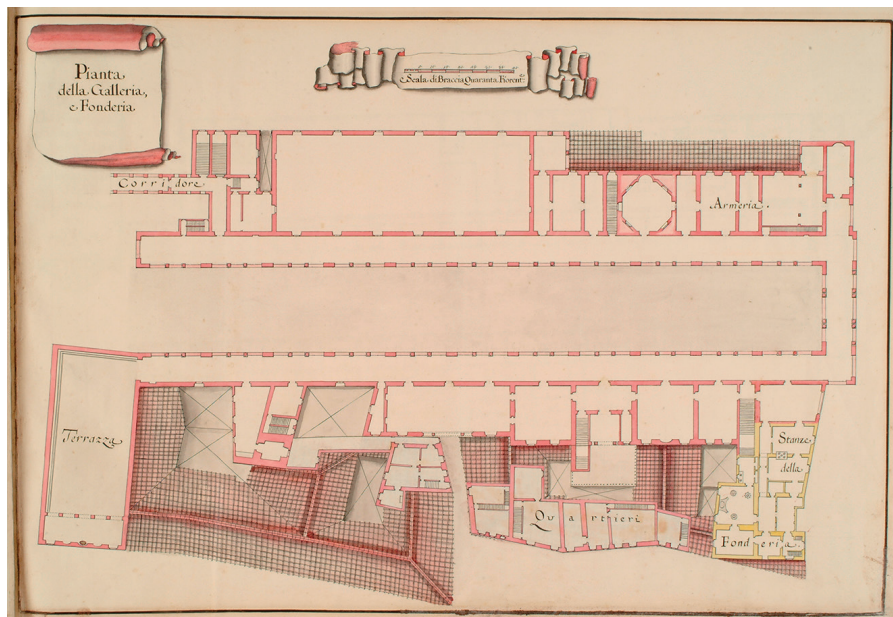 Pianta
della Galleria,
e Fonderia
Scala di Braccia Quaranta Fiorent.
Corridore
Armeria.
Terrazza
Stanze
della
Fonderia
Quartieri